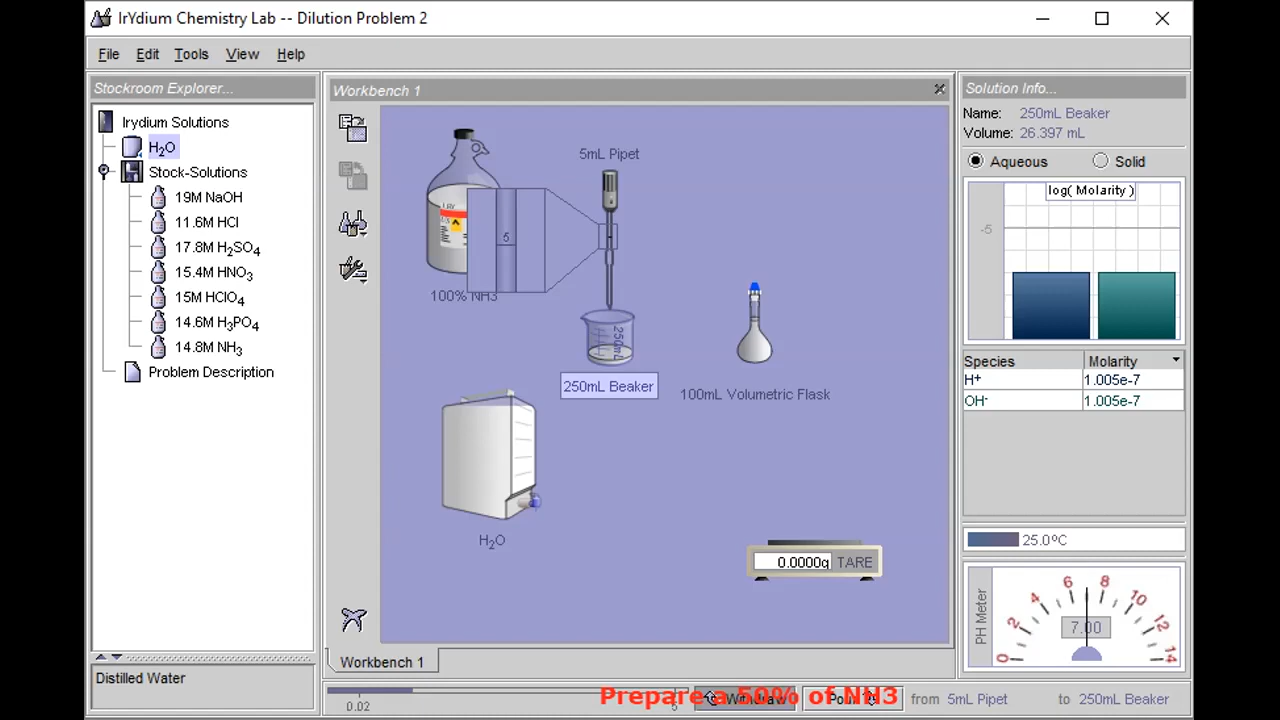 IrYdium Chemistry Lab -- Dilution Problem 2
File Edit Tools View Help
Stockroom Explorer...
Irydium Solutions
H2O
Stock-Solutions
19M NaOH
11.6M HCl
17.8M H2SO4
15.4M HNO3
15M HClO4
14.6M H3PO4
14.8M NH3
Problem Description
Distilled Water
Workbench 1
5mL Pipet
5
100% NH3
250mL
250mL Beaker
100mL Volumetric Flask
H2O
0.0000g TARE
Workbench 1
0.02
5
Withdraw
Pour
from 5mL Pipet to 250mL Beaker
Prepare a 50% of NH3
Solution Info...
Name: 250mL Beaker
Volume: 26.397 mL
Aqueous Solid
log( Molarity )
-5
Species Molarity
H+ 1.005e-7
OH- 1.005e-7
25.0ºC
PH Meter
0 2 4 6 8 10 12 14
7.00